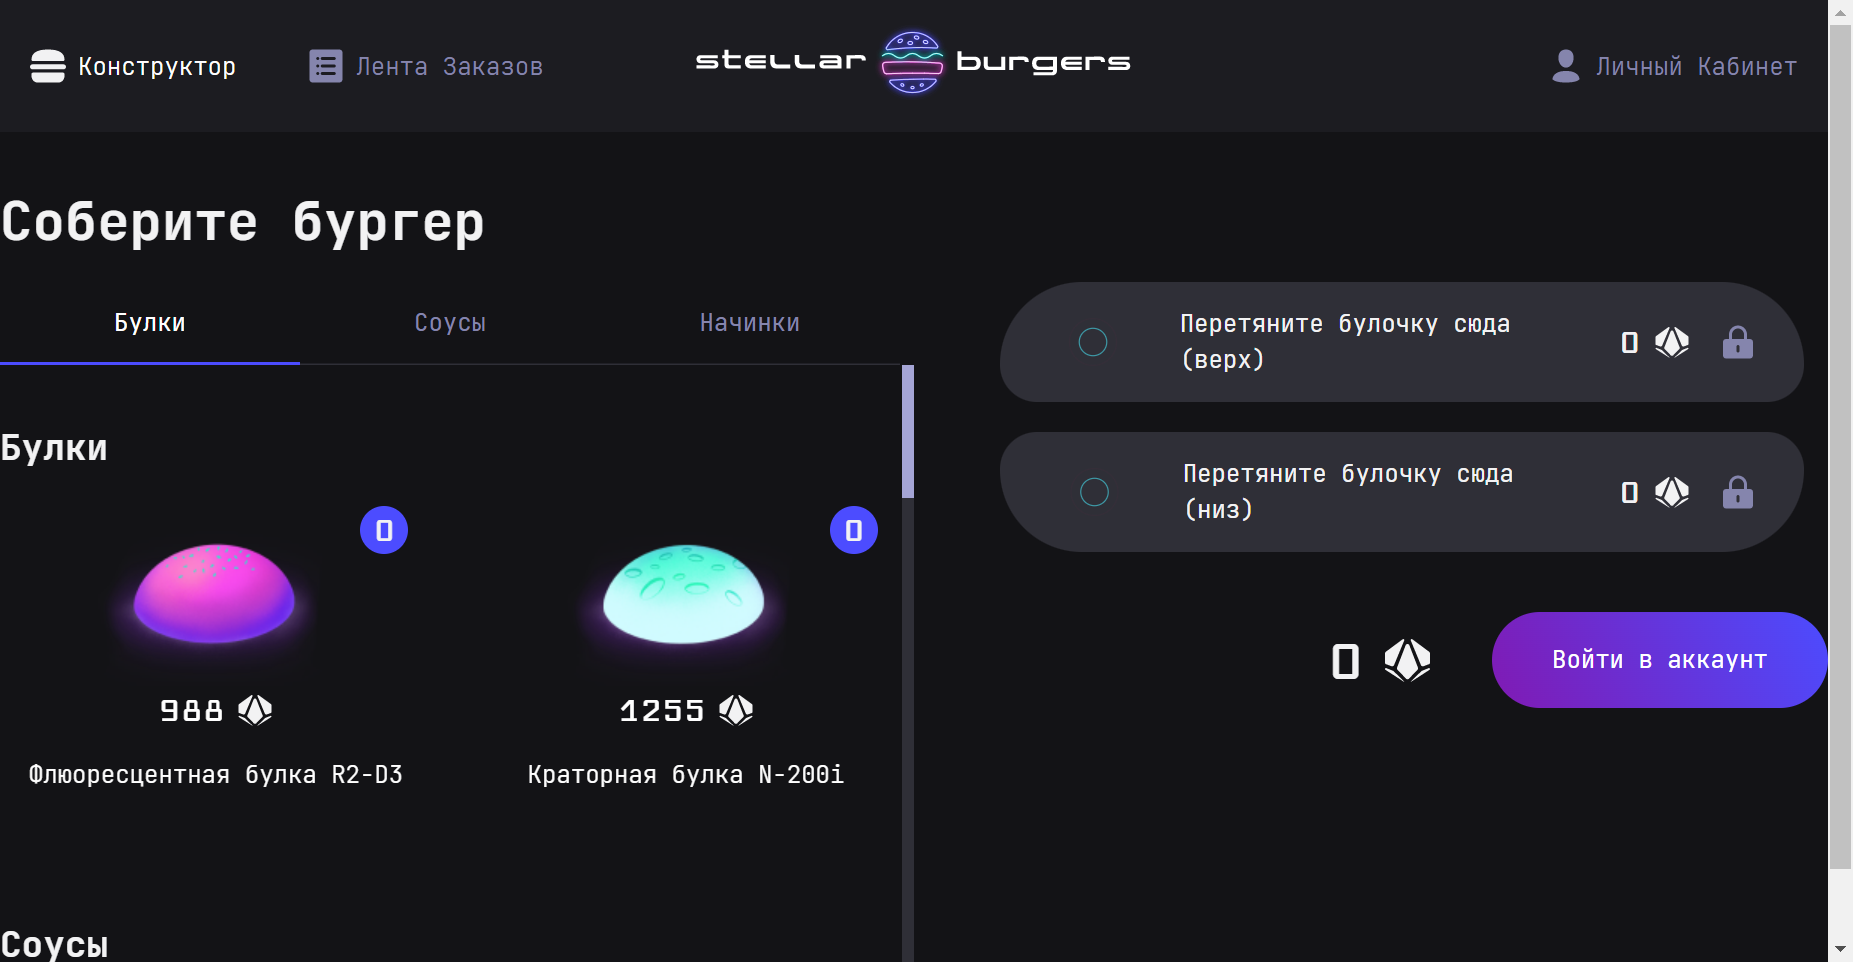 Конструктор
Лента Заказов
stellar burgers
Личный Кабинет
Соберите бургер
Булки
Соусы
Начинки
Булки
0
0
988
1255
Флюоресцентная булка R2-D3
Краторная булка N-200i
Соусы
Перетяните булочку сюда
(верх)
0
Перетяните булочку сюда
(низ)
0
0
Войти в аккаунт